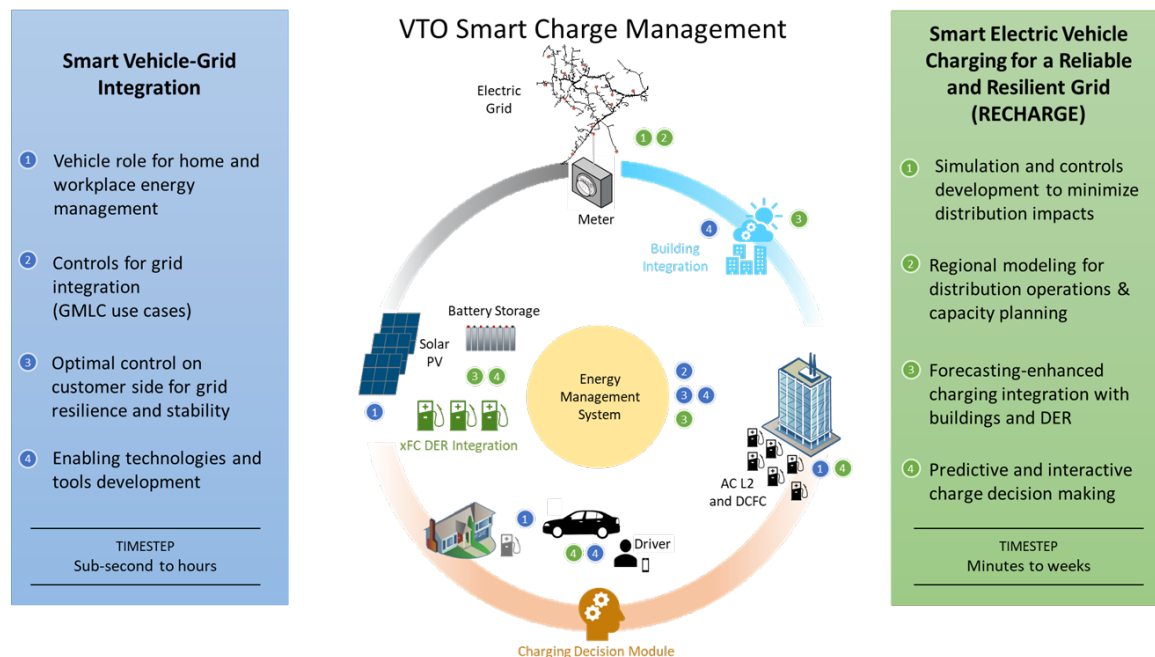 VTO Smart Charge Management
Smart Vehicle-Grid
Integration
1 Vehicle role for home and
workplace energy
management
2 Controls for grid
integration
(GMLC use cases)
3 Optimal control on
customer side for grid
resilience and stability
4 Enabling technologies and
tools development
TIMESTEP
Sub-second to hours
Electric
Grid
1 2
Meter
3
4
Building
Integration
Battery Storage
Solar
PV
3 4
1
xFC DER Integration
Energy
Management
System
2
3 4
3
AC L2
and DCFC
1 4
1
Driver
4 4
Charging Decision Module
Smart Electric Vehicle
Charging for a Reliable
and Resilient Grid
(RECHARGE)
1 Simulation and controls
development to minimize
distribution impacts
2 Regional modeling for
distribution operations &
capacity planning
3 Forecasting-enhanced
charging integration with
buildings and DER
4 Predictive and interactive
charge decision making
TIMESTEP
Minutes to weeks